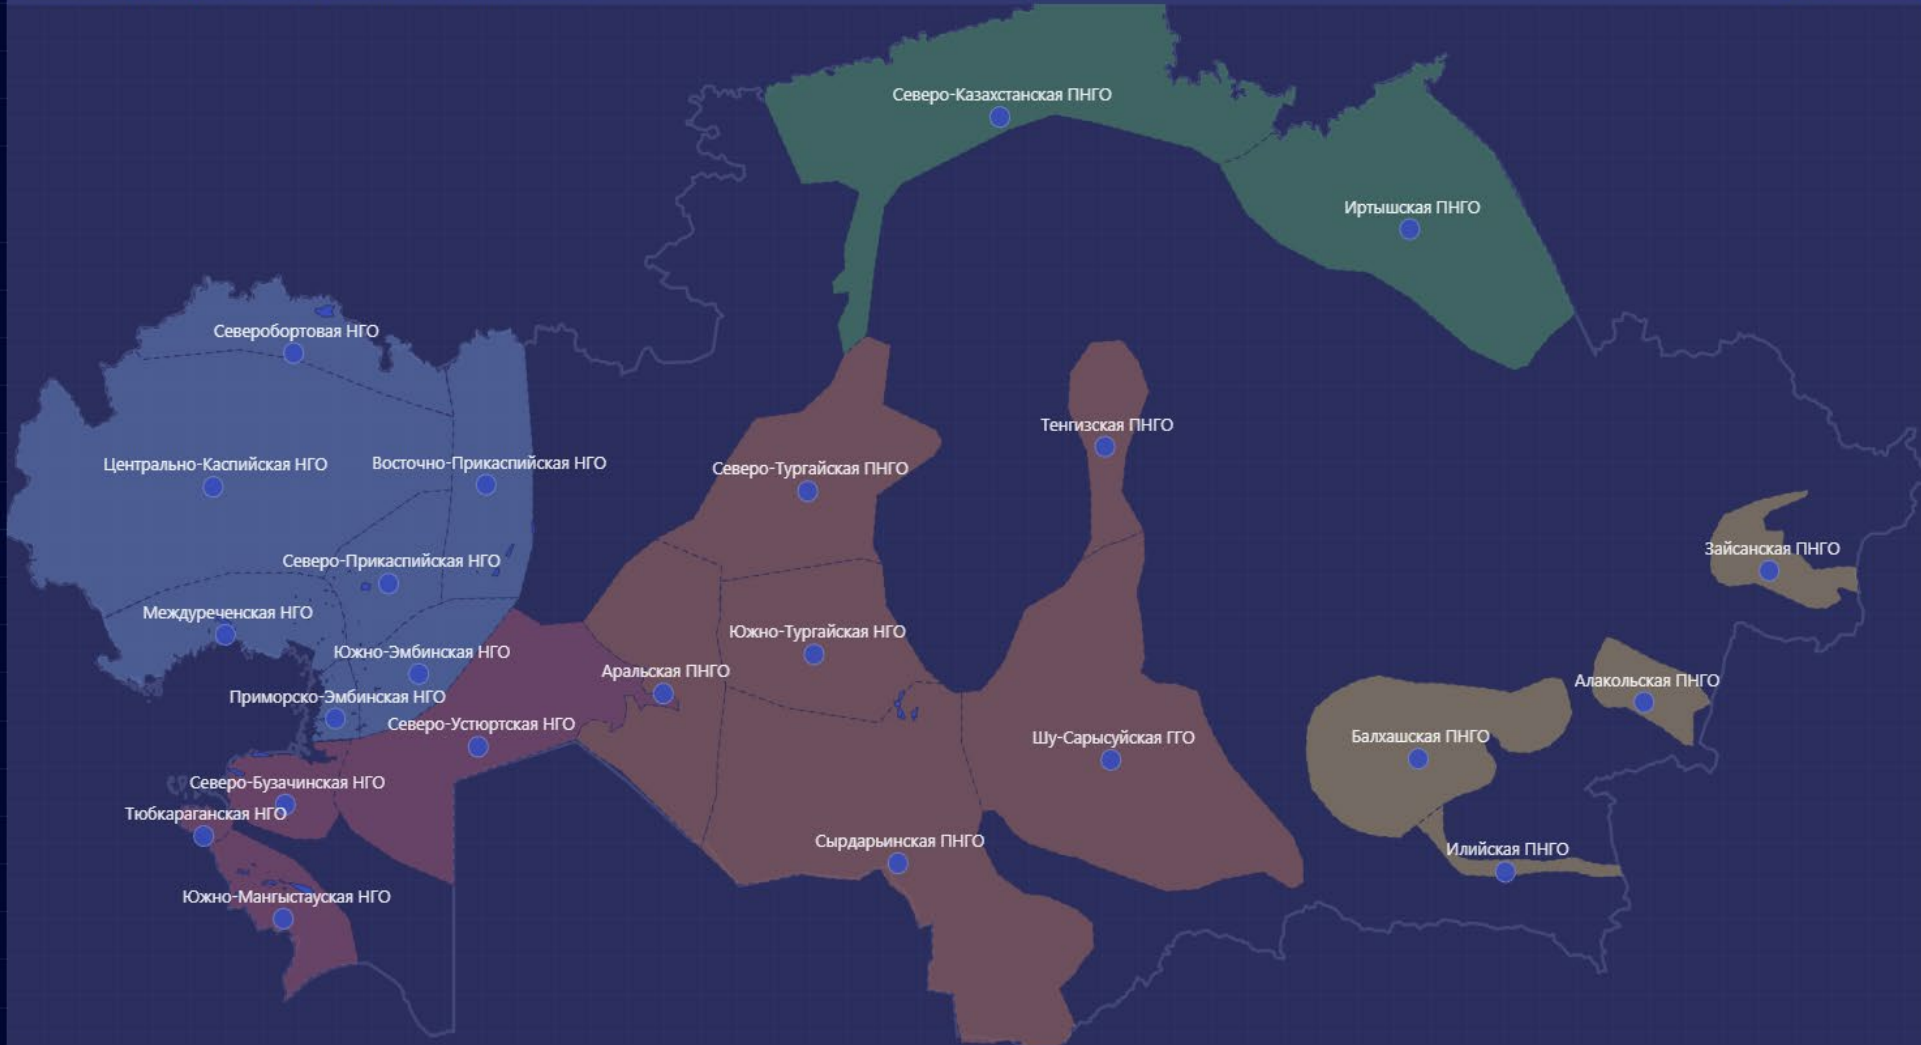 Северо-Казахстанская ПНГО
Иртышская ПНГО
Северобортовая НГО
Тенгизская ПНГО
Центрально-Каспийская НГО
Восточно-Прикаспийская НГО
Северо-Тургайская ПНГО
Зайсанская ПНГО
Северо-Прикаспийская НГО
Междуреченская НГО
Южно-Тургайская НГО
Южно-Эмбинская НГО
Аральская ПНГО
Алакольская ПНГО
Приморско-Эмбинская НГО
Северо-Устюртская НГО
Шу-Сарысуйская ГГО
Балхашская ПНГО
Северо-Бузачинская НГО
Тюбкараганская НГО
Сырдарьинская ПНГО
Илийская ПНГО
Южно-Мангыстауская НГО